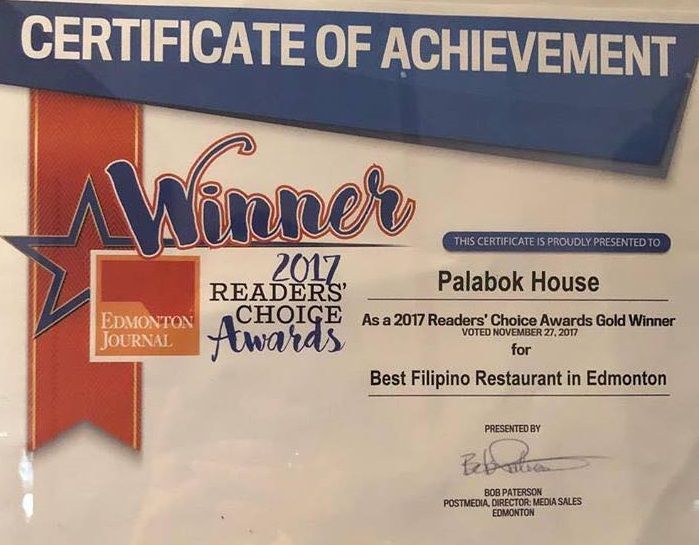 CERTIFICATE OF ACHIEVEMENT
Winner
2017
READERS'
CHOICE
Awards
EDMONTON
JOURNAL
THIS CERTIFICATE IS PROUDLY PRESENTED TO
Palabok House
As a 2017 Readers' Choice Awards Gold Winner
VOTED NOVEMBER 27, 2017
for
Best Filipino Restaurant in Edmonton
PRESENTED BY
BOB PATERSON
POSTMEDIA, DIRECTOR: MEDIA SALES
EDMONTON